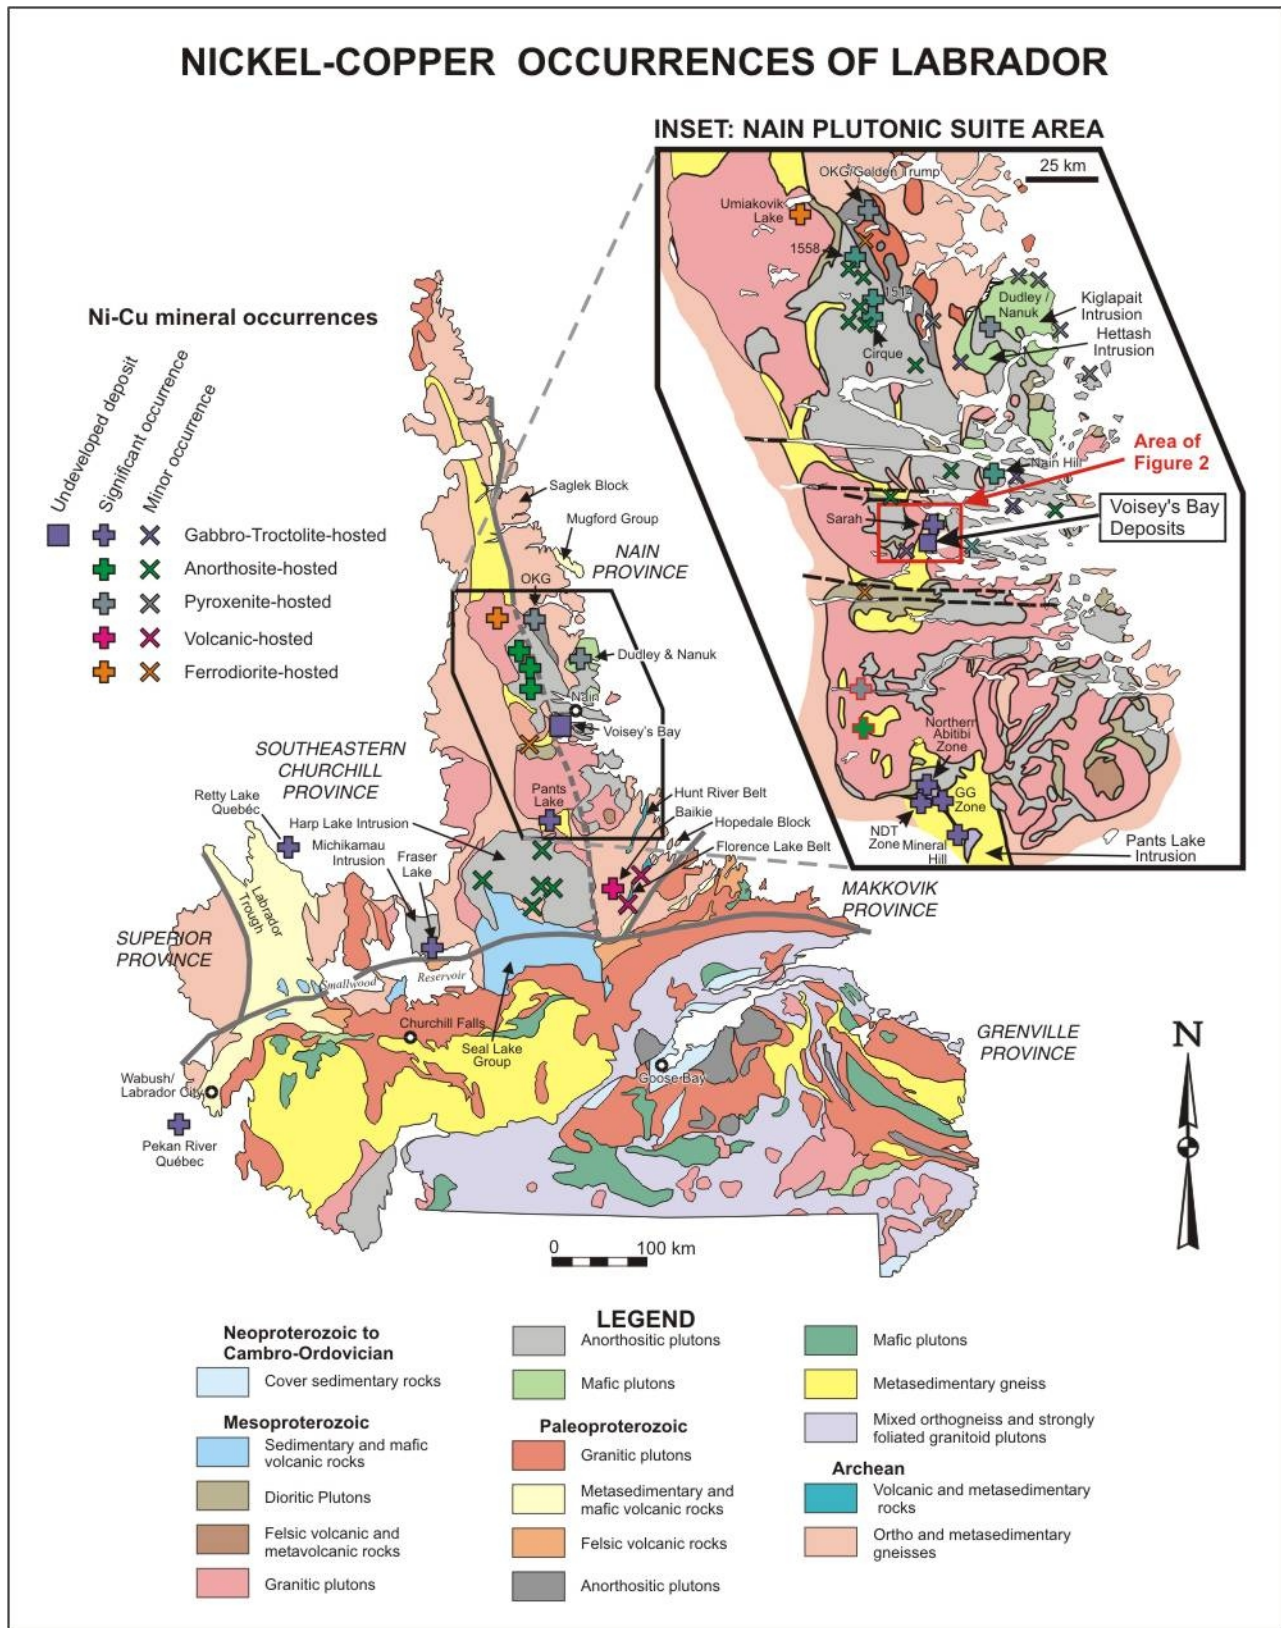 NICKEL-COPPER OCCURRENCES OF LABRADOR
INSET: NAIN PLUTONIC SUITE AREA
25 km
OKG/Golden Trump
Umiakovik
Lake
1558
1514
Cirque
Dudley /
Nanuk
Kiglapait
Intrusion
Hettash
Intrusion
Nain Hill
Area of
Figure 2
Sarah
Voisey's Bay
Deposits
Northern
Abitibi
Zone
GG
Zone
NDT
Zone
Mineral
Hill
Pants Lake
Intrusion
Ni-Cu mineral occurrences
Undeveloped deposit
Significant occurrence
Minor occurrence
Gabbro-Troctolite-hosted
Anorthosite-hosted
Pyroxenite-hosted
Volcanic-hosted
Ferrodiorite-hosted
Saglek Block
Mugford Group
NAIN
PROVINCE
OKG
Dudley & Nanuk
Nain
Voisey's Bay
SOUTHEASTERN
CHURCHILL
PROVINCE
Pants
Lake
Hunt River Belt
Baikie
Hopedale Block
Florence Lake Belt
Retty Lake
Quebéc
Harp Lake Intrusion
Michikamau
Intrusion
Fraser
Lake
MAKKOVIK
PROVINCE
Labrador
Trough
SUPERIOR
PROVINCE
Smallwood
Reservoir
Churchill Falls
Seal Lake
Group
Goose Bay
GRENVILLE
PROVINCE
N
Wabush/
Labrador City
Pekan River
Québec
0 100 km
LEGEND
Neoproterozoic to
Cambro-Ordovician
Cover sedimentary rocks
Mesoproterozoic
Sedimentary and mafic
volcanic rocks
Dioritic Plutons
Felsic volcanic and
metavolcanic rocks
Granitic plutons
Anorthositic plutons
Mafic plutons
Paleoproterozoic
Granitic plutons
Metasedimentary and
mafic volcanic rocks
Felsic volcanic rocks
Anorthositic plutons
Mafic plutons
Metasedimentary gneiss
Mixed orthogneiss and strongly
foliated granitoid plutons
Archean
Volcanic and metasedimentary
rocks
Ortho and metasedimentary
gneisses